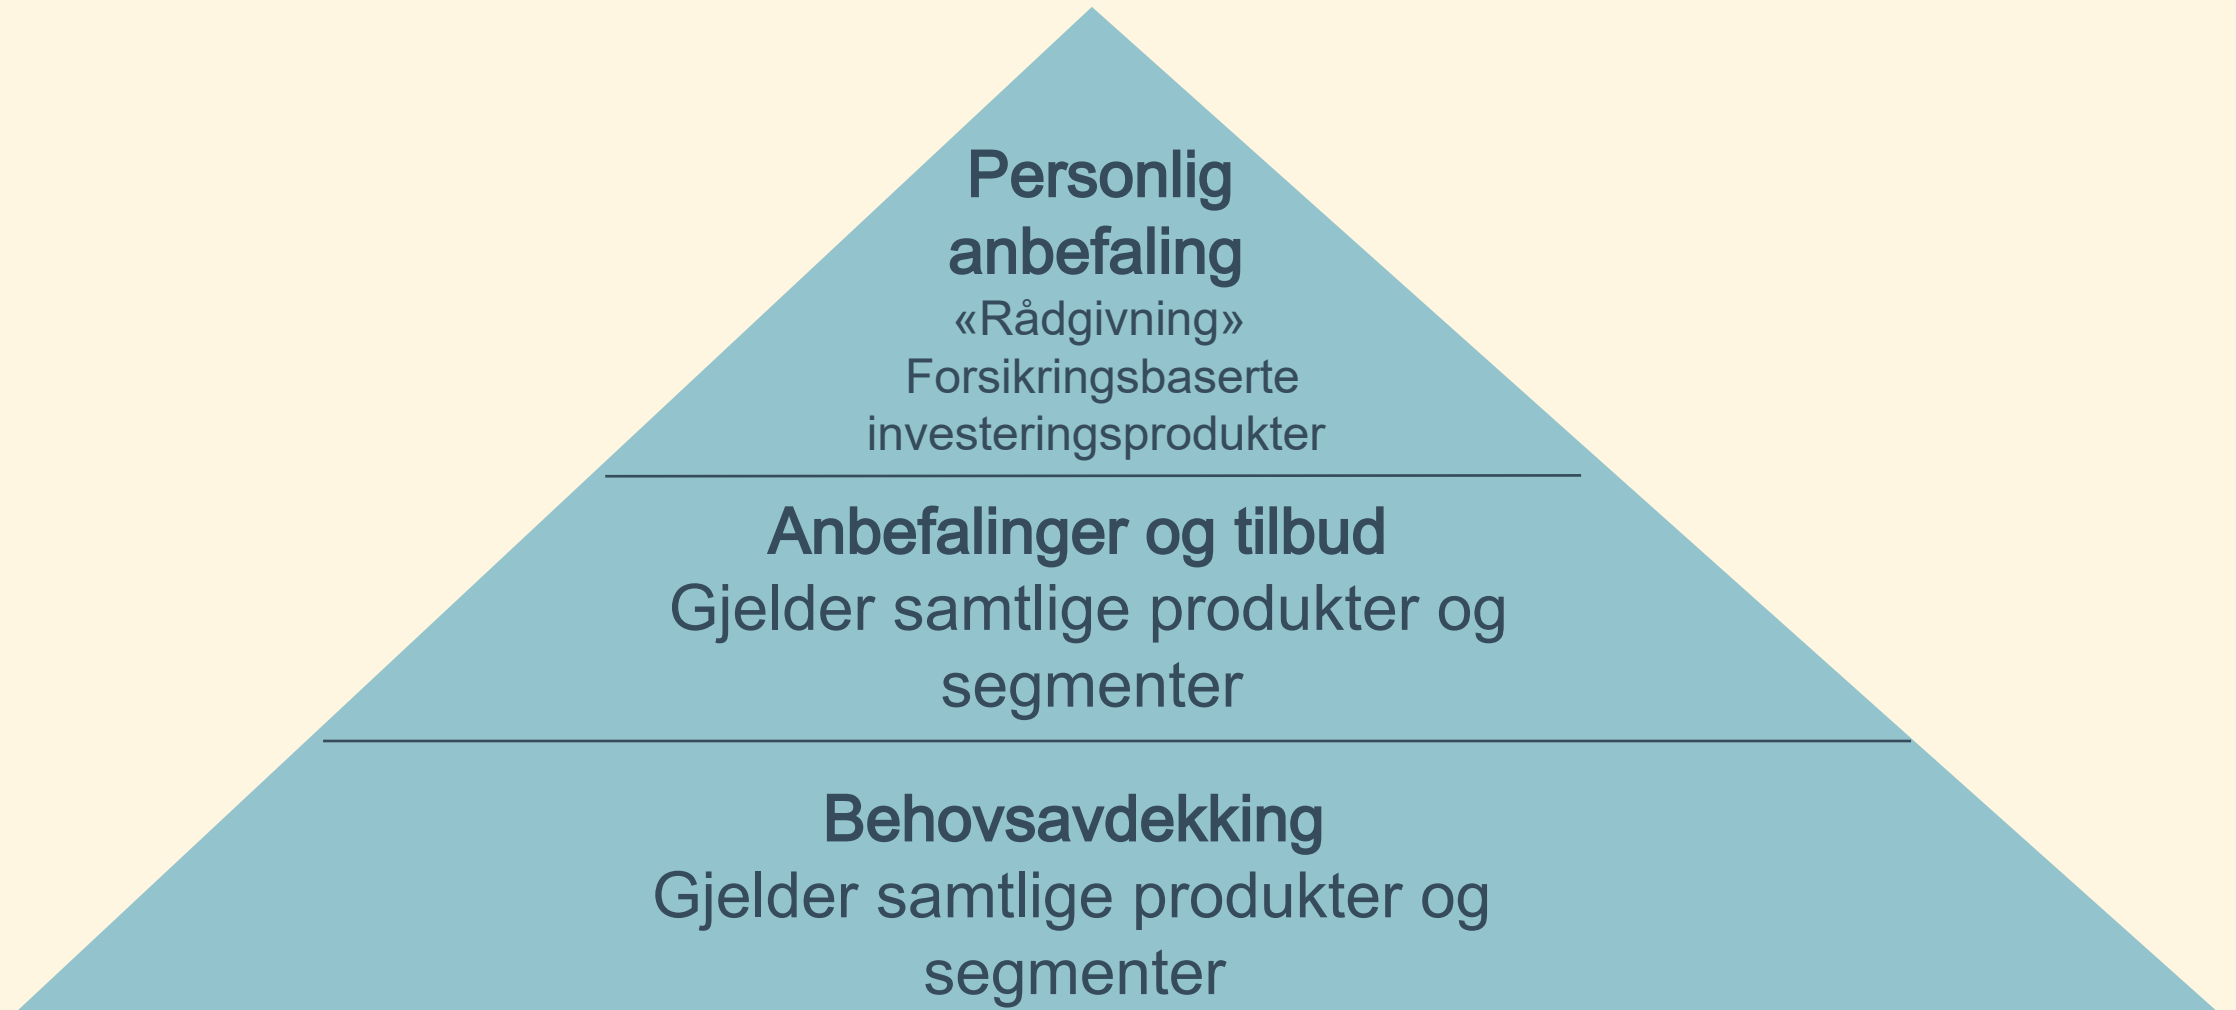 Personlig
anbefaling
«Rådgivning»
Forsikringsbaserte
investeringsprodukter
Anbefalinger og tilbud
Gjelder samtlige produkter og
segmenter
Behovsavdekking
Gjelder samtlige produkter og
segmenter